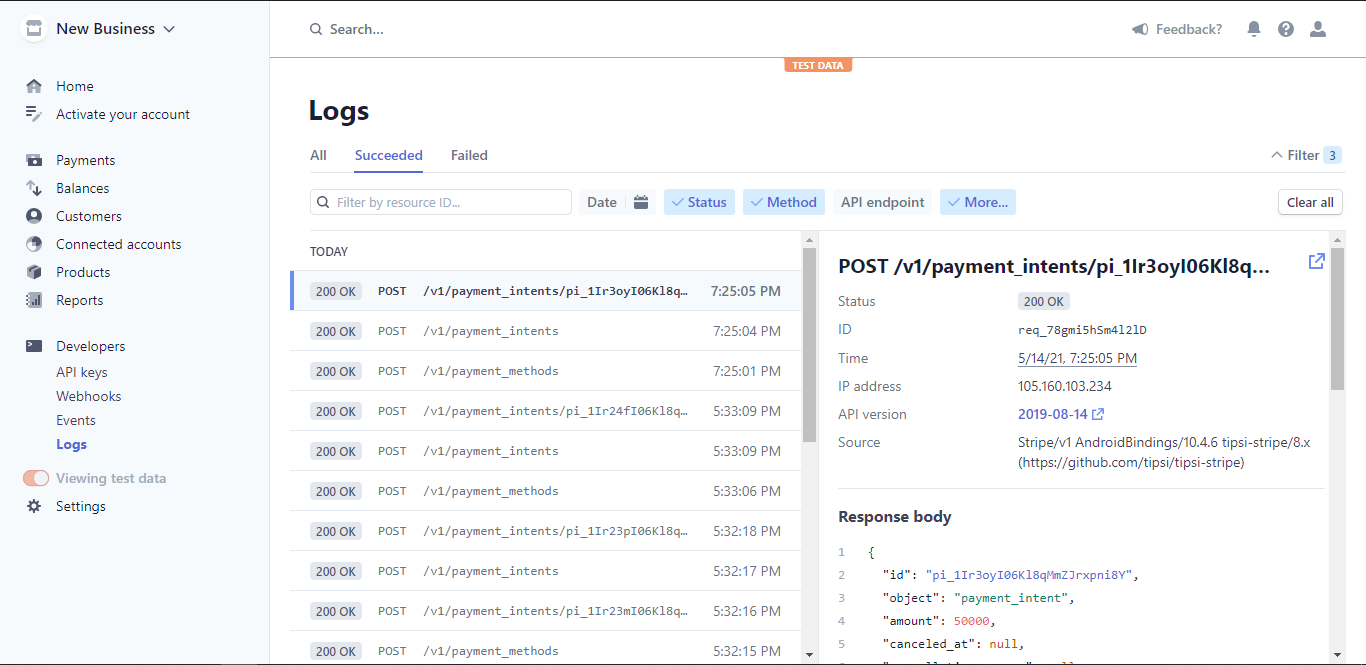 New Business
Search...
Feedback?
TEST DATA
Home
Activate your account
Payments
Balances
Customers
Connected accounts
Products
Reports
Developers
API keys
Webhooks
Events
Logs
Viewing test data
Settings
Logs
All Succeeded Failed
Filter 3
Filter by resource ID... Date Status Method API endpoint More... Clear all
TODAY
200 OK POST /v1/payment_intents/pi_1Ir3oyI06Kl8q… 7:25:05 PM
200 OK POST /v1/payment_intents 7:25:04 PM
200 OK POST /v1/payment_methods 7:25:01 PM
200 OK POST /v1/payment_intents/pi_1Ir24fI06Kl8q… 5:33:09 PM
200 OK POST /v1/payment_intents 5:33:09 PM
200 OK POST /v1/payment_methods 5:33:06 PM
200 OK POST /v1/payment_intents/pi_1Ir23pI06Kl8q… 5:32:18 PM
200 OK POST /v1/payment_intents 5:32:17 PM
200 OK POST /v1/payment_intents/pi_1Ir23mI06Kl8q… 5:32:16 PM
200 OK POST /v1/payment_methods 5:32:15 PM
POST /v1/payment_intents/pi_1Ir3oyI06Kl8q…
Status 200 OK
ID req_78gmi5hSm4l2lD
Time 5/14/21, 7:25:05 PM
IP address 105.160.103.234
API version 2019-08-14
Source Stripe/v1 AndroidBindings/10.4.6 tipsi-stripe/8.x
(https://github.com/tipsi/tipsi-stripe)
Response body
1 {
2 "id": "pi_1Ir3oyI06Kl8qMmZJrxpni8Y",
3 "object": "payment_intent",
4 "amount": 50000,
5 "canceled_at": null,